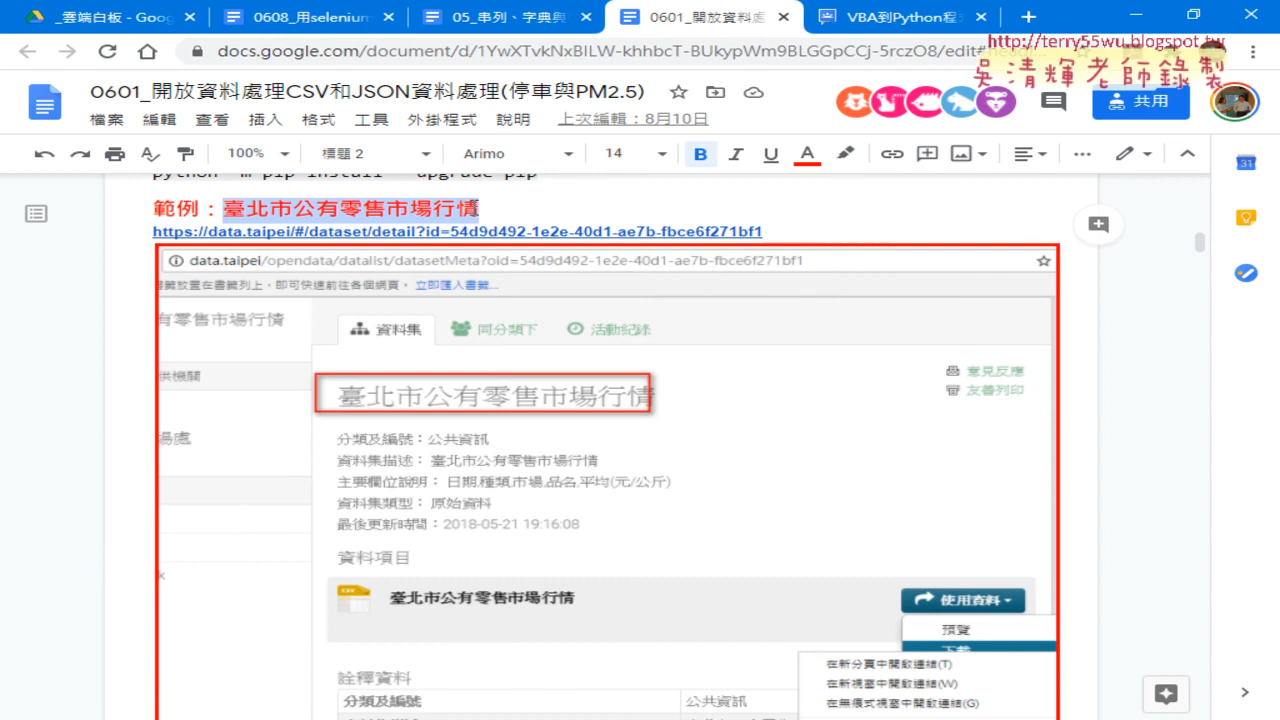 _雲端白板 - Goog
0608_用selenium
05_串列、字典與
0601_開放資料處
VBA到Python程
docs.google.com/document/d/1YwXTvkNxBILW-khhbcT-BUkypWm9BLGGpCCj-5rczO8/edit#
http://terry55wu.blogspot.tw
吳清輝老師錄製
0601_開放資料處理CSV和JSON資料處理(停車與PM2.5)
共用
檔案 編輯 查看 插入 格式 工具 外掛程式 說明 上次編輯：8月10日
100% 標題 2 Arimo 14 B I U A
31
python -m pip install --upgrade pip
範例：臺北市公有零售市場行情
https://data.taipei/#/dataset/detail?id=54d9d492-1e2e-40d1-ae7b-fbce6f271bf1
data.taipei/opendata/datalist/datasetMeta?oid=54d9d492-1e2e-40d1-ae7b-fbce6f271bf1
書籤放置在書籤列上，即可快速前往各個網頁。 立即匯入書籤...
有零售市場行情
資料集 同分類下 活動紀錄
供機關
意見反應
臺北市公有零售市場行情
友善列印
場處
分類及編號：公共資訊
資料集描述： 臺北市公有零售市場行情
主要欄位說明： 日期,種類,市場,品名,平均(元/公斤)
資料集類型： 原始資料
最後更新時間：2018-05-21 19:16:08
資料項目
k
CSV
臺北市公有零售市場行情
使用資料
預覽
下載
在新分頁中開啟連結(T)
詮釋資料
在新視窗中開啟連結(W)
分類及編號 公共資訊
在無痕式視窗中開啟連結(G)